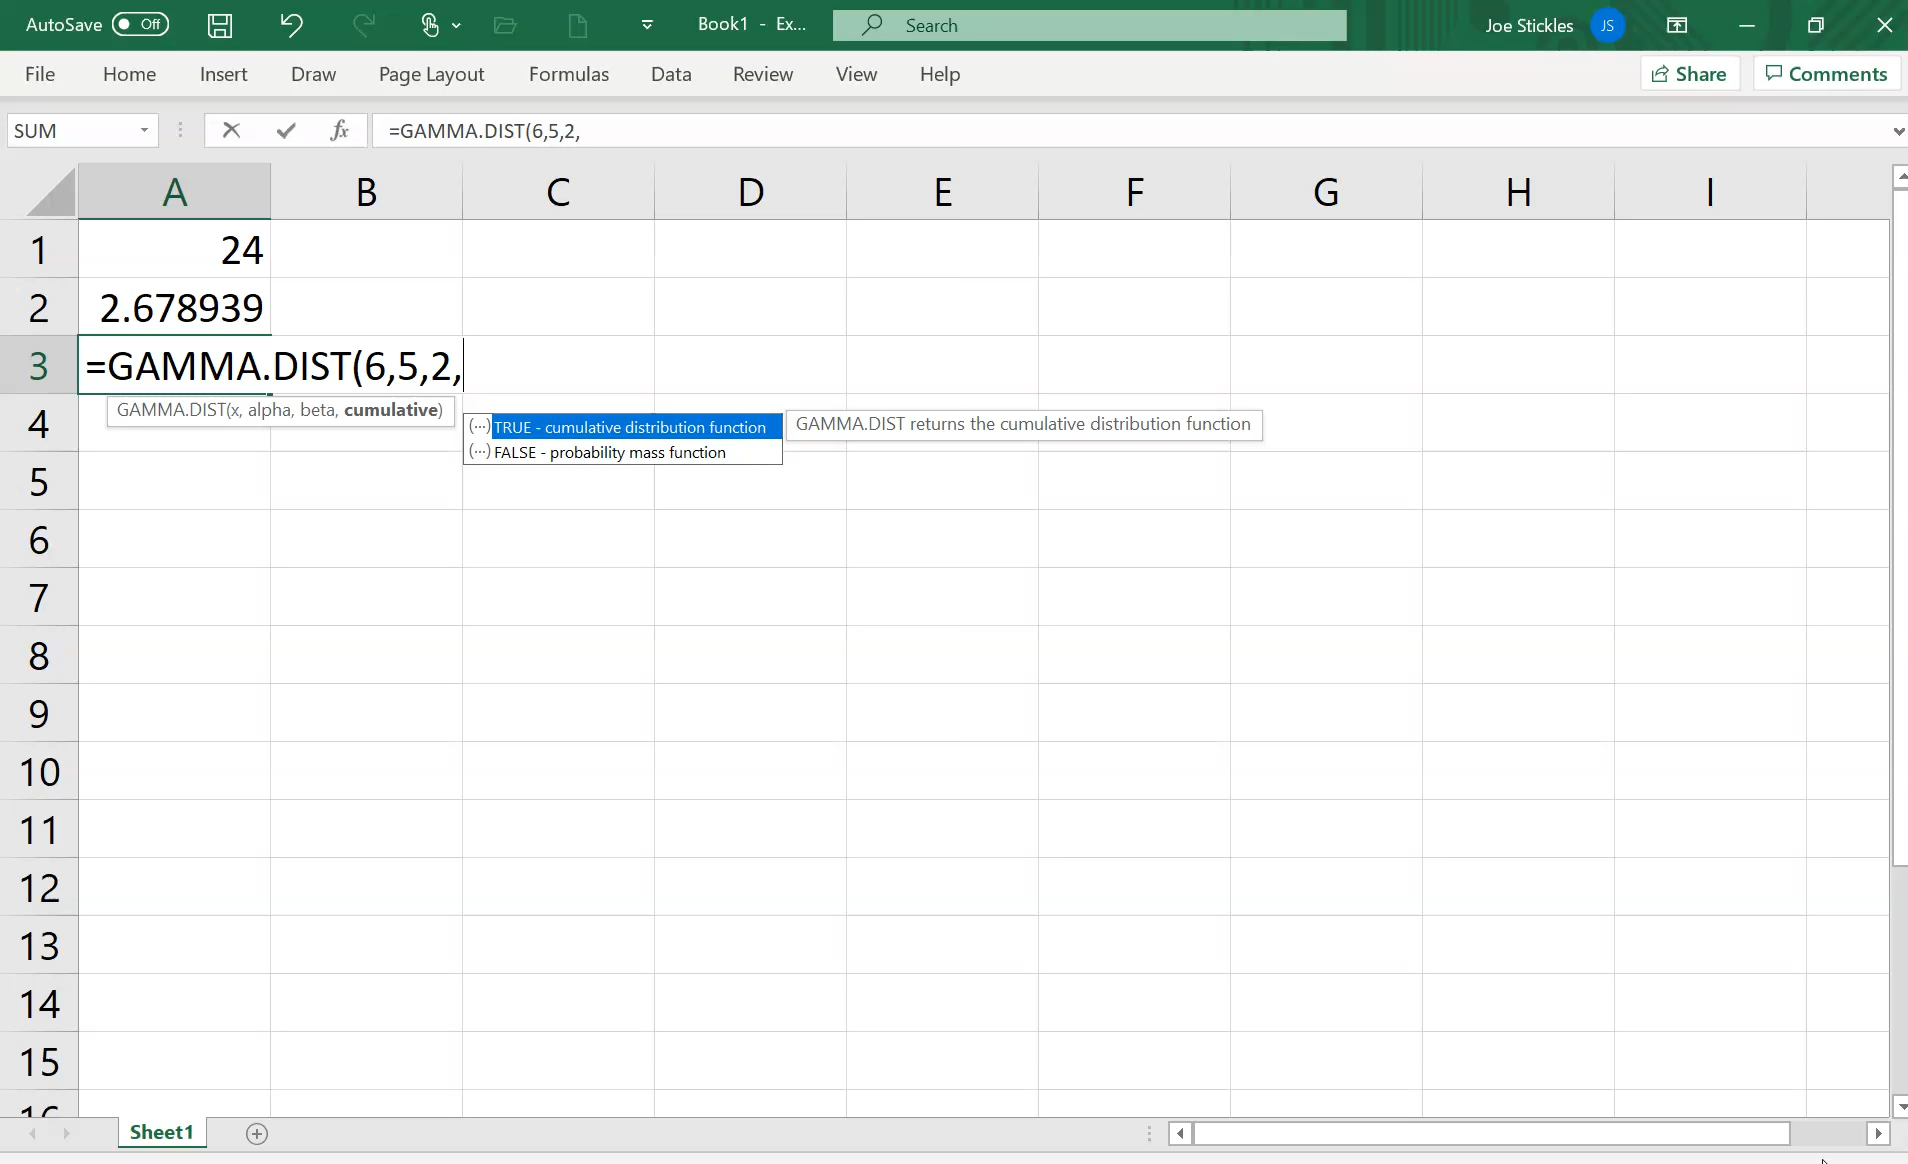 AutoSave Off Book1 - Ex... Search Joe Stickles JS
File Home Insert Draw Page Layout Formulas Data Review View Help Share Comments
SUM fx =GAMMA.DIST(6,5,2,
A B C D E F G H I
1 24
2 2.678939
3 =GAMMA.DIST(6,5,2,
GAMMA.DIST(x, alpha, beta, cumulative)
4
(...) TRUE - cumulative distribution function GAMMA.DIST returns the cumulative distribution function
(...) FALSE - probability mass function
5
6
7
8
9
10
11
12
13
14
15
16
Sheet1